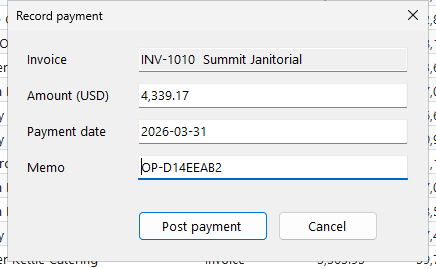 Record payment
Invoice INV-1010 Summit Janitorial
Amount (USD) 4,339.17
Payment date 2026-03-31
Memo OP-D14EEAB2
Post payment Cancel
Kettle Catering